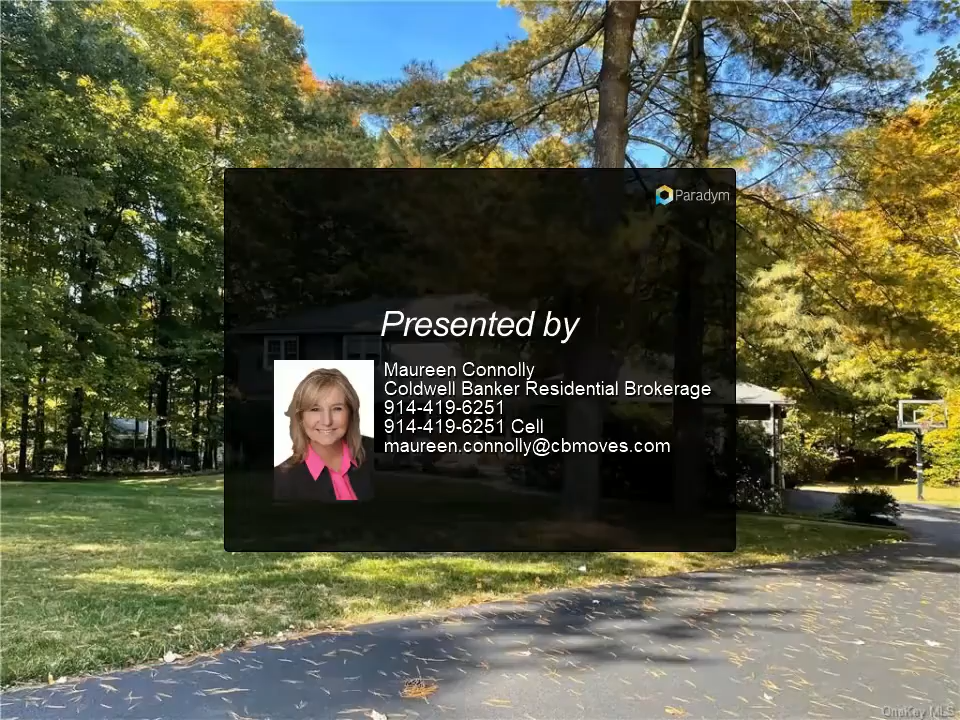 Paradym
Presented by
Maureen Connolly
Coldwell Banker Residential Brokerage
914-419-6251
914-419-6251 Cell
maureen.connolly@cbmoves.com
OneKey MLS